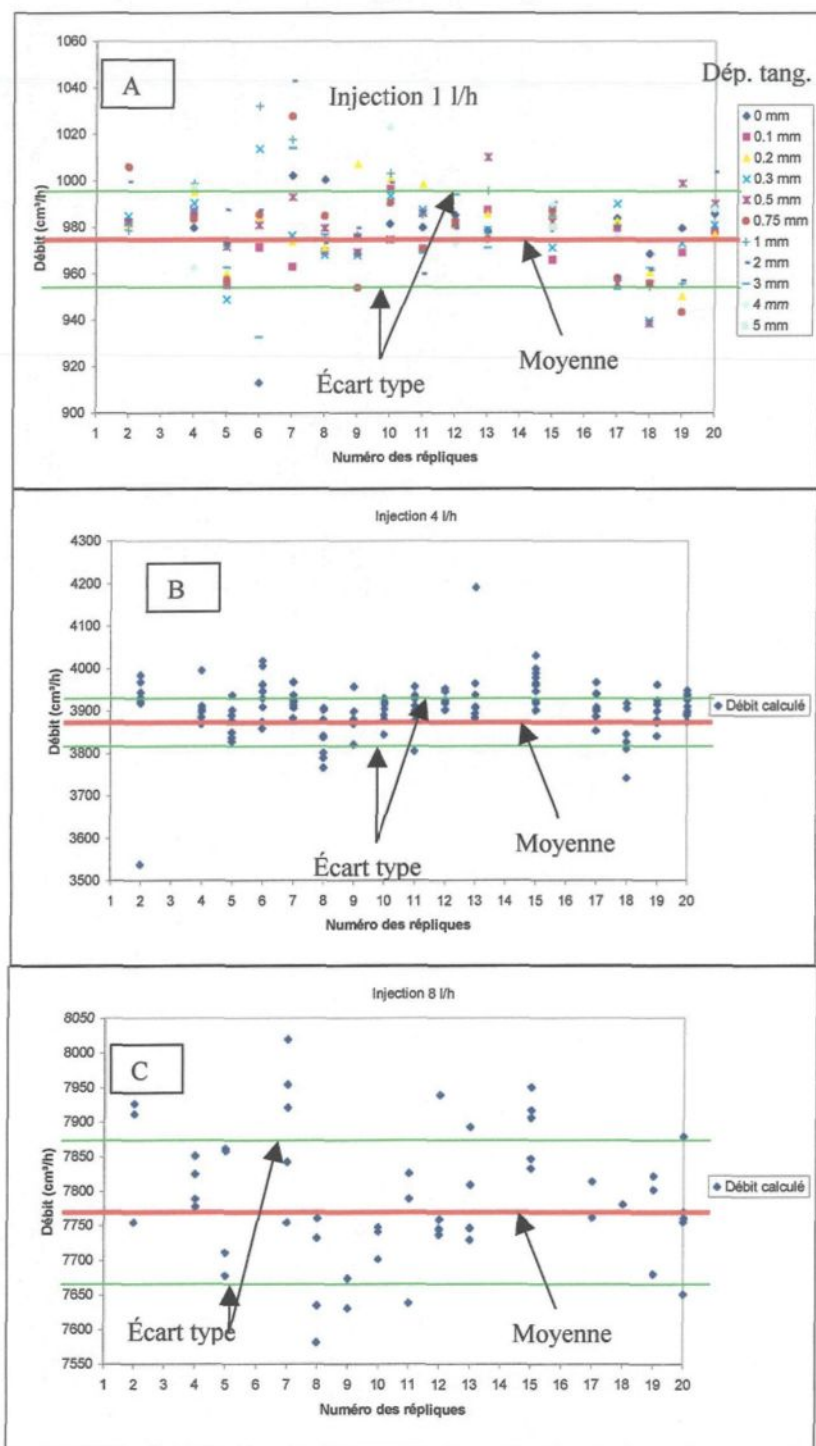 A
Injection 1 l/h
Dép. tang.
1060
1040
1020
1000
980
960
940
920
900
Débit (cm³/h)
0 mm
0.1 mm
0.2 mm
0.3 mm
0.5 mm
0.75 mm
1 mm
2 mm
3 mm
4 mm
5 mm
Écart type
Moyenne
1 2 3 4 5 6 7 8 9 10 11 12 13 14 15 16 17 18 19 20
Numéro des répliques
Injection 4 l/h
B
4300
4200
4100
4000
3900
3800
3700
3600
3500
Débit (cm³/h)
Débit calculé
Écart type
Moyenne
1 2 3 4 5 6 7 8 9 10 11 12 13 14 15 16 17 18 19 20
Numéro des répliques
Injection 8 l/h
C
8050
8000
7950
7900
7850
7800
7750
7700
7650
7600
7550
Débit (cm³/h)
Débit calculé
Écart type
Moyenne
1 2 3 4 5 6 7 8 9 10 11 12 13 14 15 16 17 18 19 20
Numéro des répliques